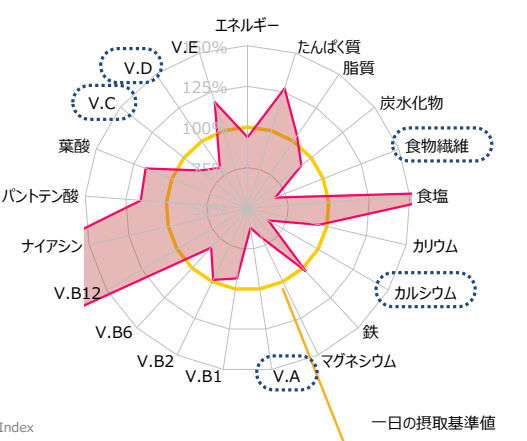 エネルギー
たんぱく質
脂質
炭水化物
食物繊維
食塩
カリウム
カルシウム
鉄
マグネシウム
V.A
V.B1
V.B2
V.B6
V.B12
ナイアシン
パントテン酸
葉酸
V.C
V.D
V.E
150%
125%
100%
75%
50%
一日の摂取基準値
Index